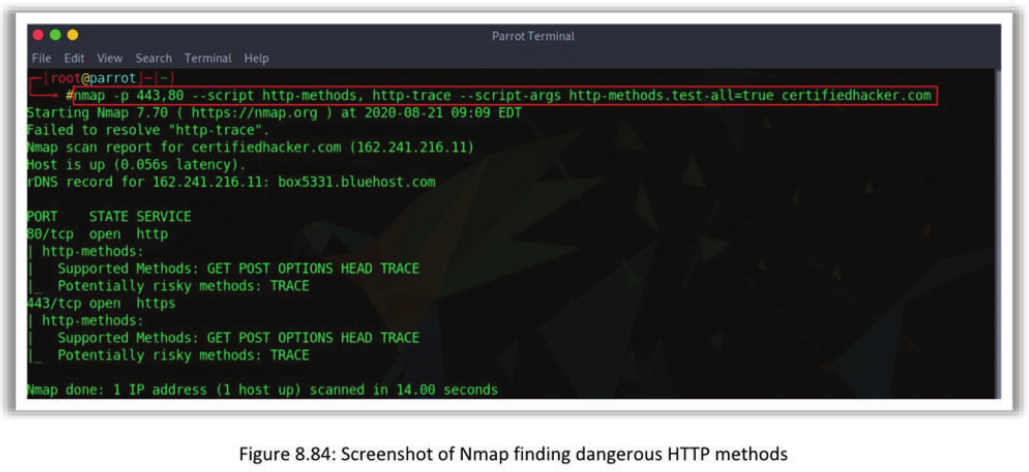 Parrot Terminal
File Edit View Search Terminal Help
[root@parrot]-[~]
#nmap -p 443,80 --script http-methods, http-trace --script-args http-methods.test-all=true certifiedhacker.com
Starting Nmap 7.70 ( https://nmap.org ) at 2020-08-21 09:09 EDT
Failed to resolve "http-trace".
Nmap scan report for certifiedhacker.com (162.241.216.11)
Host is up (0.056s latency).
rDNS record for 162.241.216.11: box5331.bluehost.com
PORT STATE SERVICE
80/tcp open http
| http-methods:
| Supported Methods: GET POST OPTIONS HEAD TRACE
|_ Potentially risky methods: TRACE
443/tcp open https
| http-methods:
| Supported Methods: GET POST OPTIONS HEAD TRACE
|_ Potentially risky methods: TRACE
Nmap done: 1 IP address (1 host up) scanned in 14.00 seconds
Figure 8.84: Screenshot of Nmap finding dangerous HTTP methods